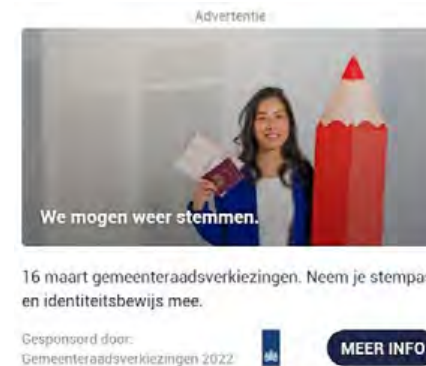 Advertentie
We mogen weer stemmen.
16 maart gemeenteraadsverkiezingen. Neem je stempas
en identiteitsbewijs mee.
Gesponsord door:
Gemeenteraadsverkiezingen 2022
MEER INFO